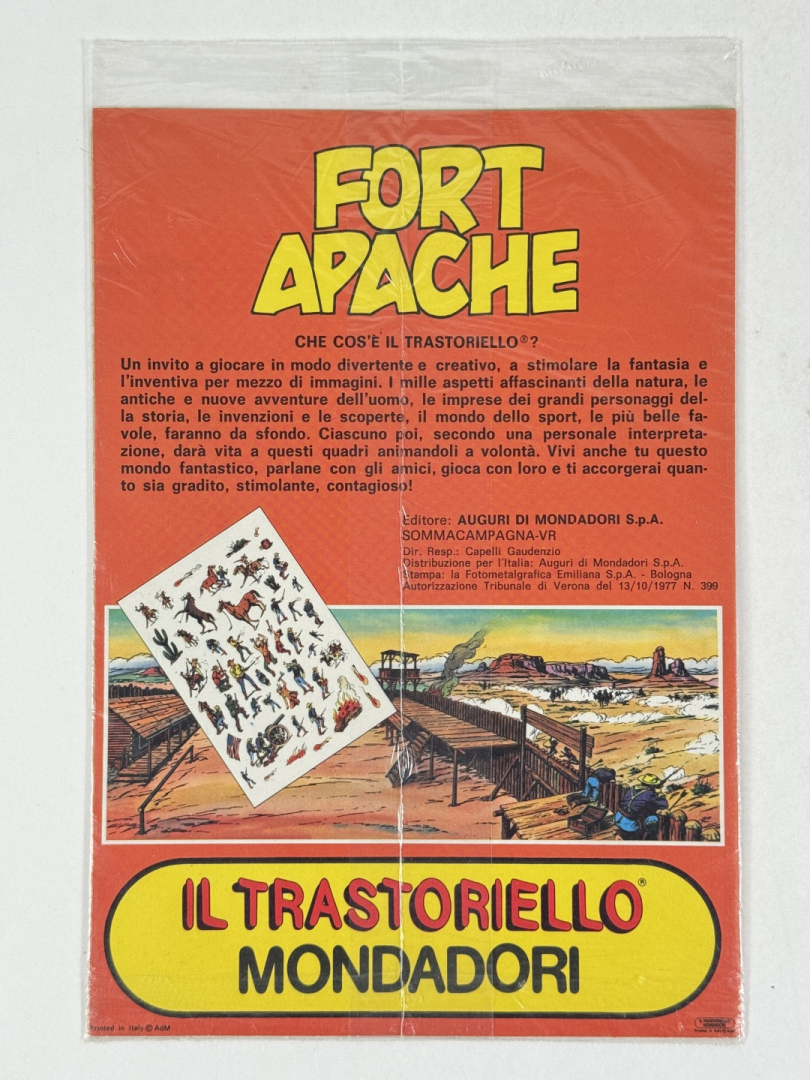 FORT
APACHE
CHE COS'È IL TRASTORIELLO®?
Un invito a giocare in modo divertente e creativo, a stimolare la fantasia e
l'inventiva per mezzo di immagini. I mille aspetti affascinanti della natura, le
antiche e nuove avventure dell'uomo, le imprese dei grandi personaggi del-
la storia, le invenzioni e le scoperte, il mondo dello sport, le più belle fa-
vole, faranno da sfondo. Ciascuno poi, secondo una personale interpreta-
zione, darà vita a questi quadri animandoli a volontà. Vivi anche tu questo
mondo fantastico, parlane con gli amici, gioca con loro e ti accorgerai quan-
to sia gradito, stimolante, contagioso!
Editore: AUGURI DI MONDADORI S.p.A.
SOMMACAMPAGNA-VR
Dir. Resp.: Capelli Gaudenzio
Distribuzione per l'Italia: Auguri di Mondadori S.p.A.
Stampa: la Fotometalgrafica Emiliana S.p.A. - Bologna
Autorizzazione Tribunale di Verona del 13/10/1977 N. 399
IL TRASTORIELLO®
MONDADORI
Printed in Italy © AdM
IL TRASTORIELLO
MONDADORI